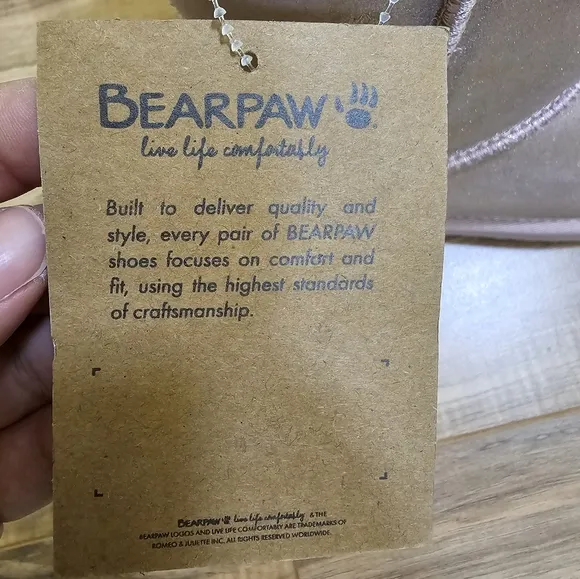 BEARPAW
live life comfortably
Built to deliver quality and
style, every pair of BEARPAW
shoes focuses on comfort and
fit, using the highest standards
of craftsmanship.
BEARPAW live life comfortably & THE
BEARPAW LOGOS AND LIVE LIFE COMFORTABLY ARE TRADEMARKS OF
ROMEO & JULIETTE INC. ALL RIGHTS RESERVED WORLDWIDE.